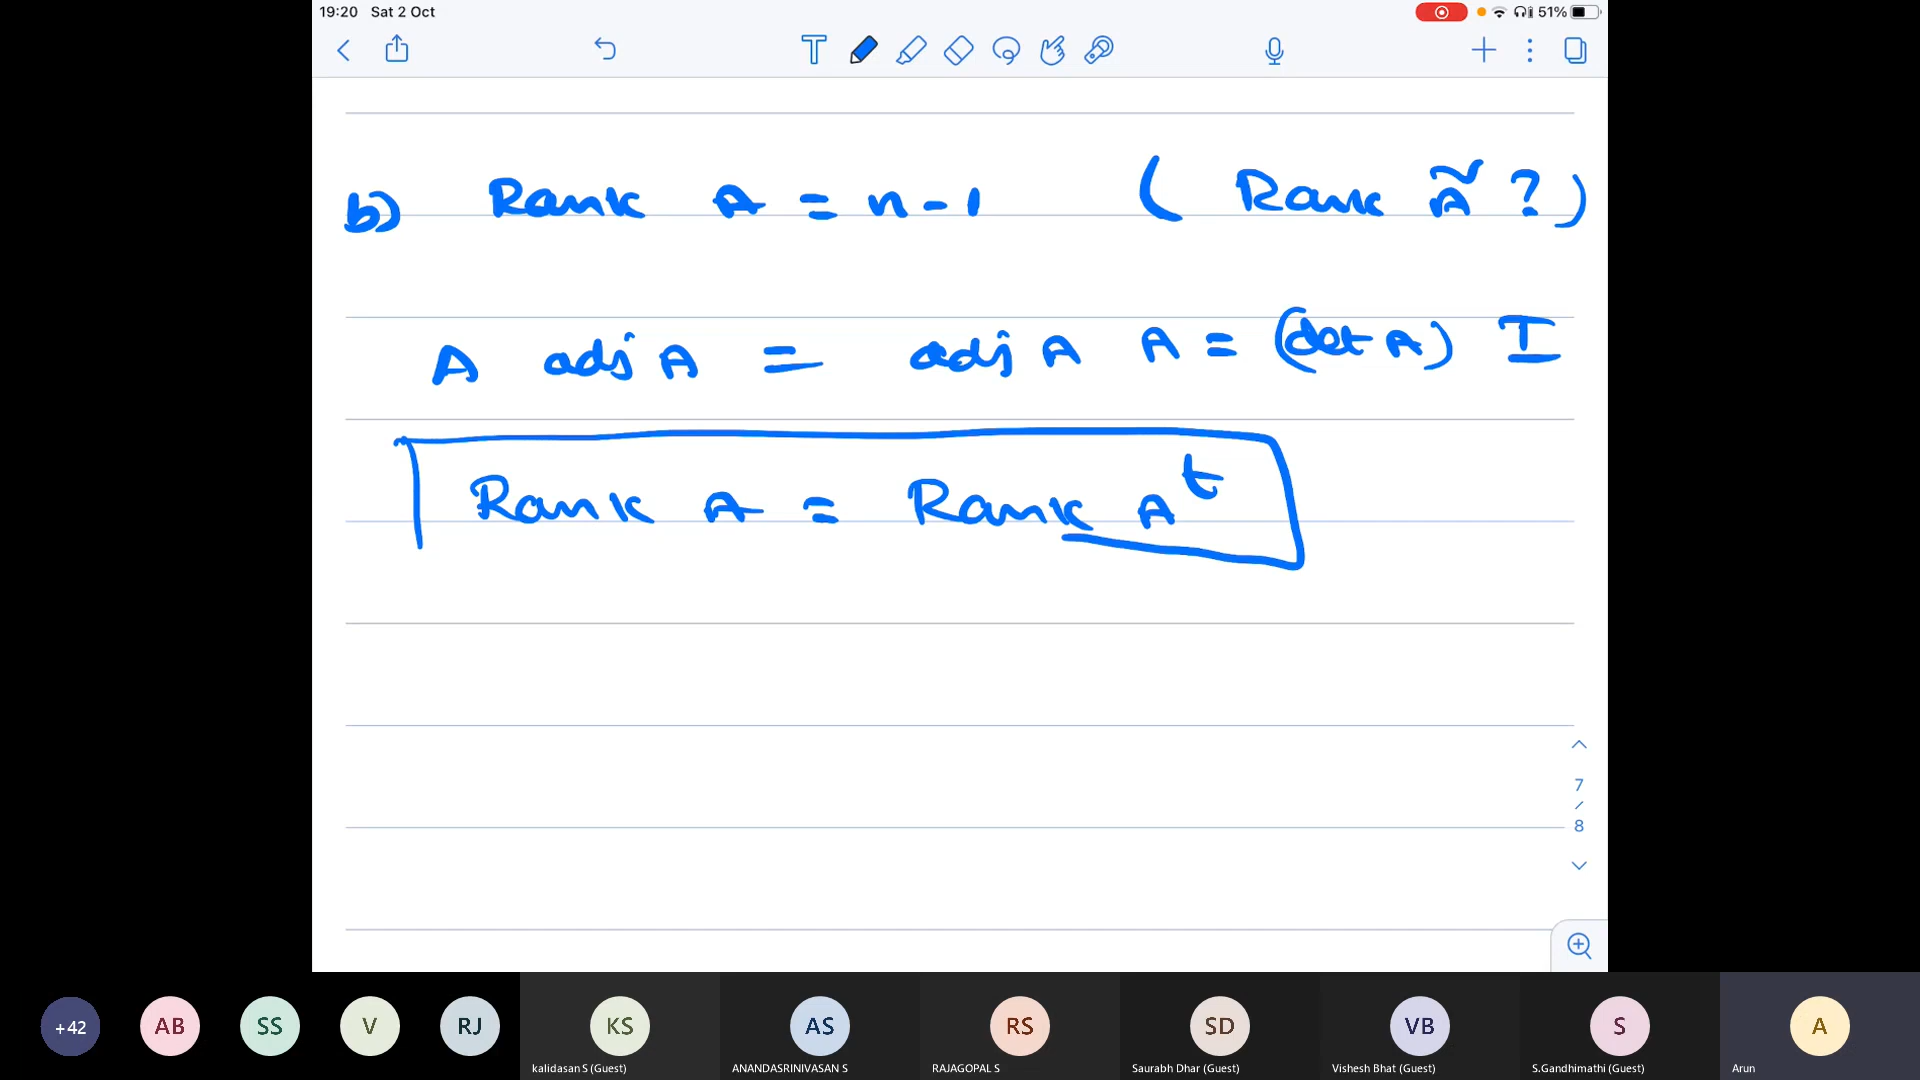 19:20 Sat 2 Oct 51%
b) Rank A = n - 1 ( Rank Ã ? )
A adj A = adj A A = (det A) I
Rank A = Rank A^t
7
/
8
+42 AB SS V RJ KS AS RS SD VB S A
kalidasan S (Guest) ANANDASRINIVASAN S RAJAGOPAL S Saurabh Dhar (Guest) Vishesh Bhat (Guest) S.Gandhimathi (Guest) Arun